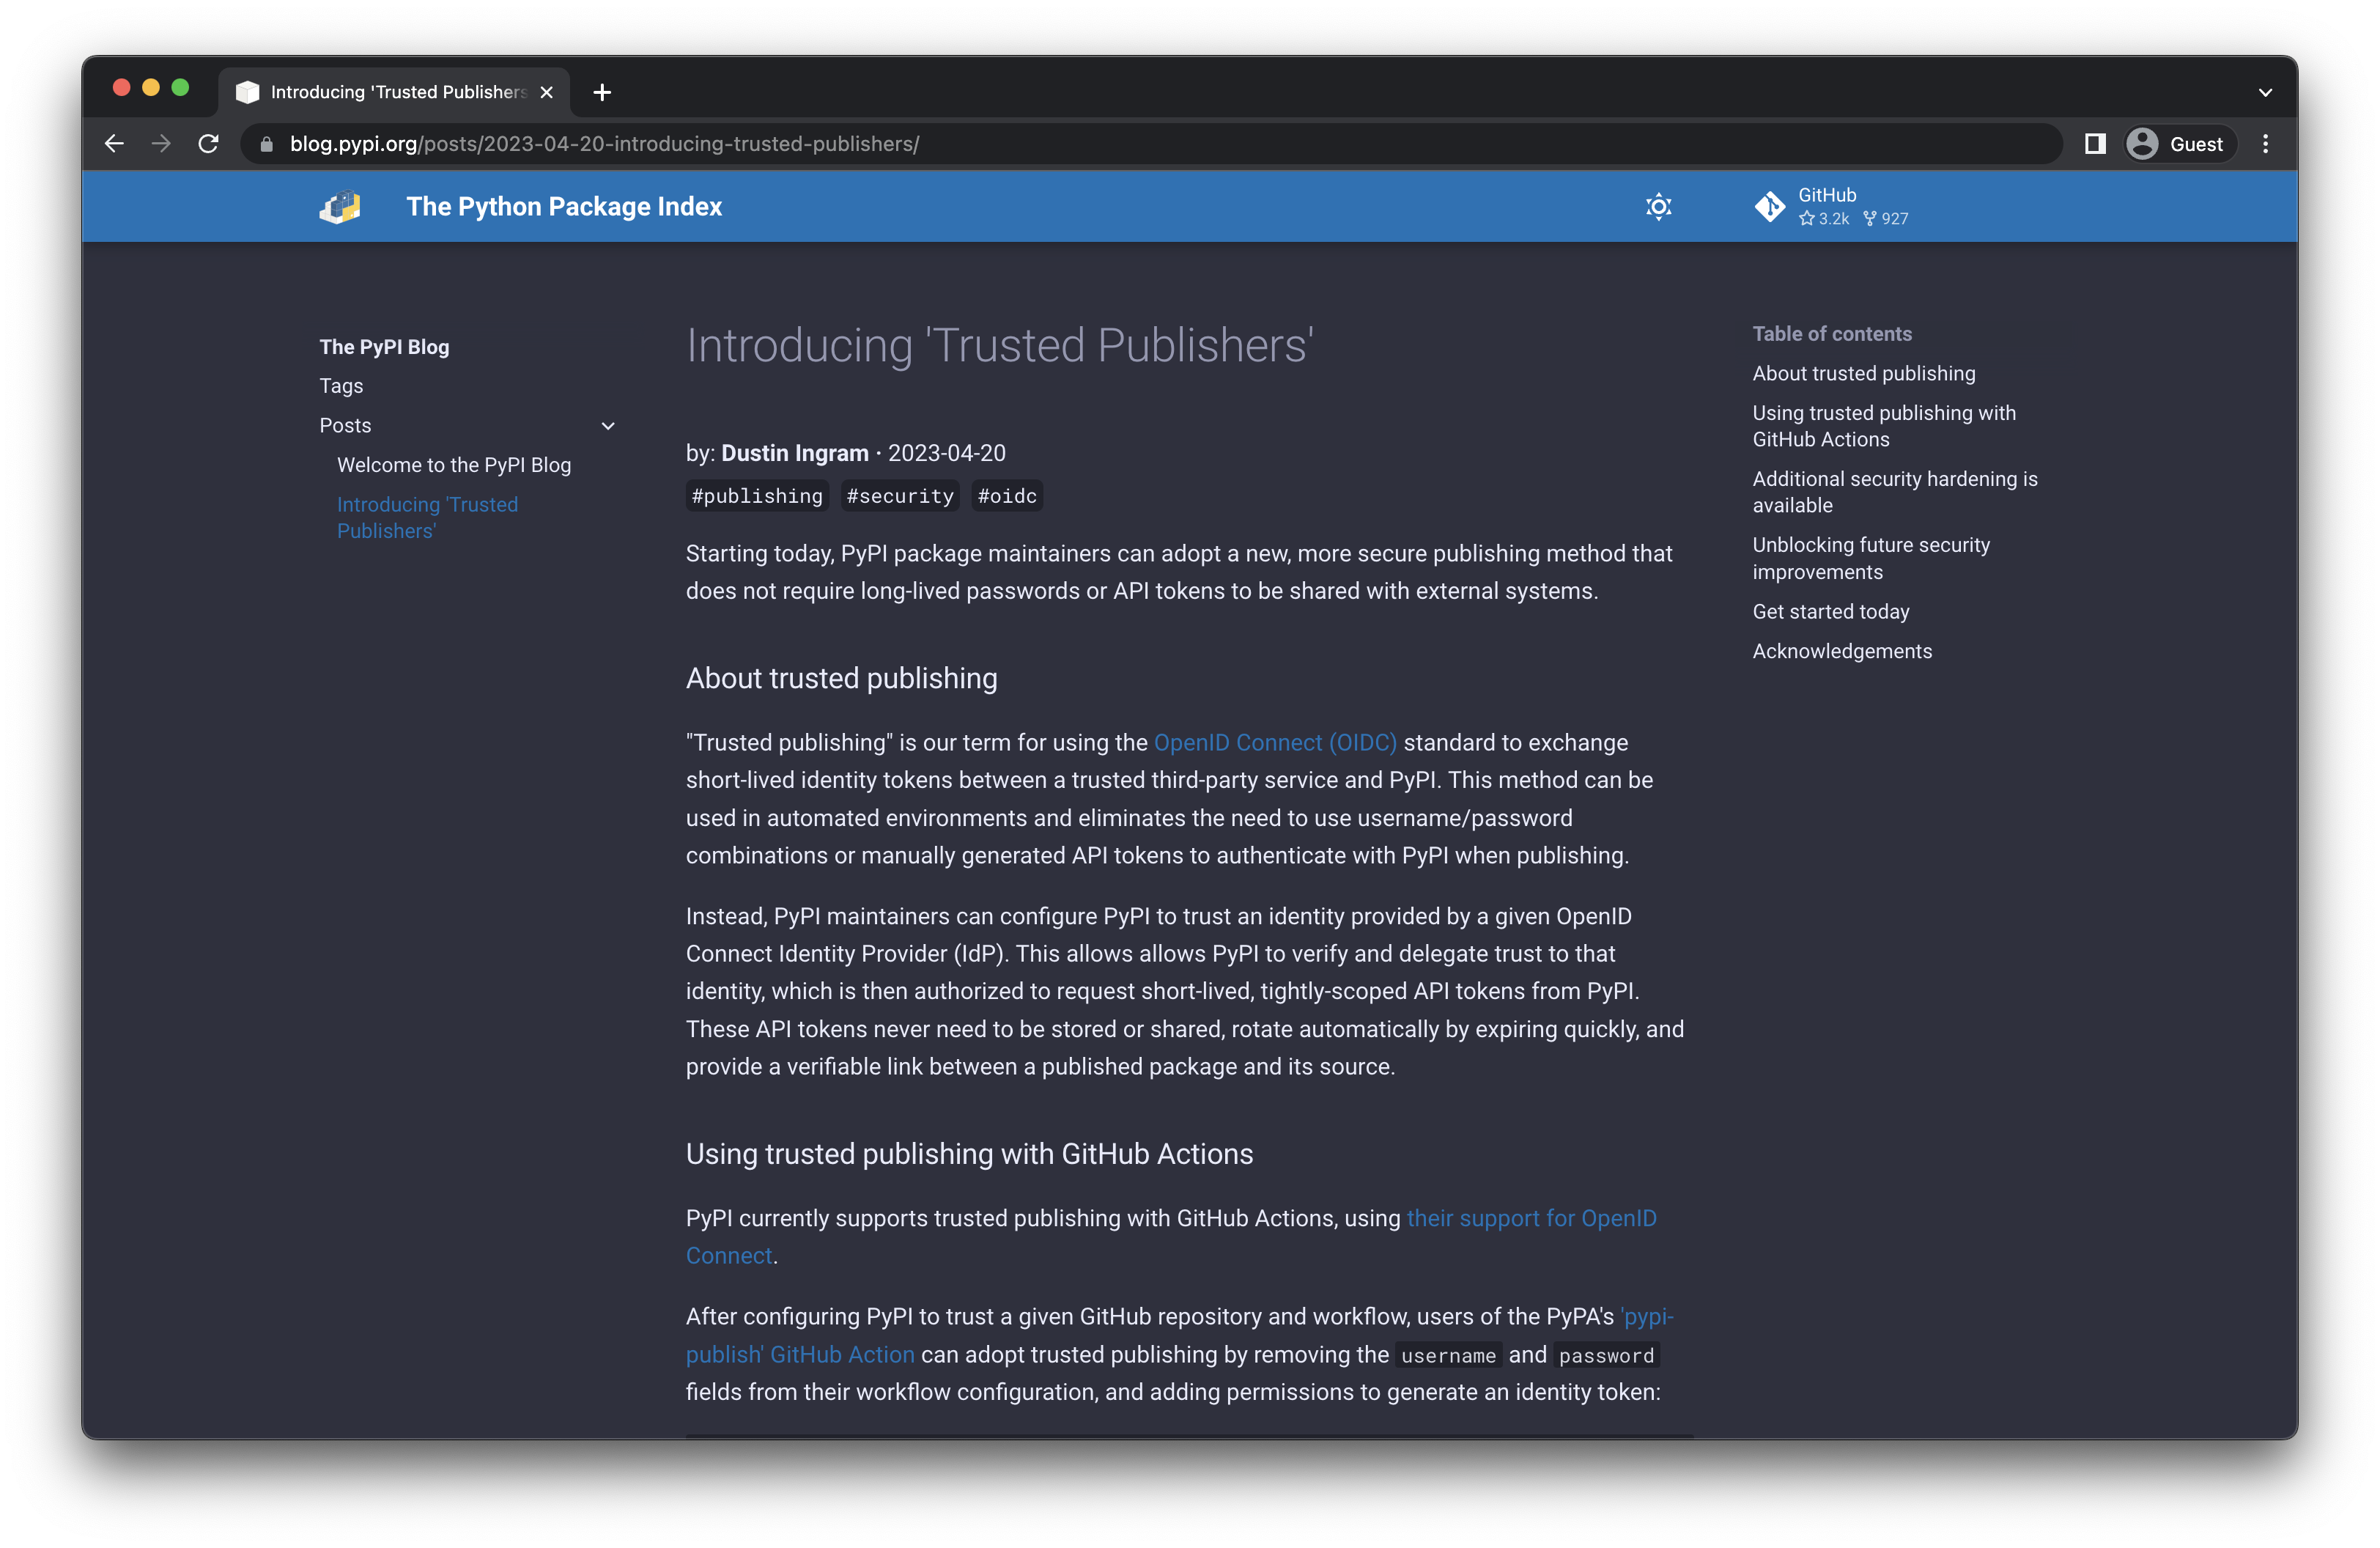 Introducing 'Trusted Publishers
blog.pypi.org/posts/2023-04-20-introducing-trusted-publishers/
Guest
The Python Package Index
GitHub
3.2k 927
The PyPI Blog
Tags
Posts
Welcome to the PyPI Blog
Introducing 'Trusted
Publishers'
Introducing 'Trusted Publishers'
by: Dustin Ingram · 2023-04-20
#publishing #security #oidc
Starting today, PyPI package maintainers can adopt a new, more secure publishing method that
does not require long-lived passwords or API tokens to be shared with external systems.
About trusted publishing
"Trusted publishing" is our term for using the OpenID Connect (OIDC) standard to exchange
short-lived identity tokens between a trusted third-party service and PyPI. This method can be
used in automated environments and eliminates the need to use username/password
combinations or manually generated API tokens to authenticate with PyPI when publishing.
Instead, PyPI maintainers can configure PyPI to trust an identity provided by a given OpenID
Connect Identity Provider (IdP). This allows allows PyPI to verify and delegate trust to that
identity, which is then authorized to request short-lived, tightly-scoped API tokens from PyPI.
These API tokens never need to be stored or shared, rotate automatically by expiring quickly, and
provide a verifiable link between a published package and its source.
Using trusted publishing with GitHub Actions
PyPI currently supports trusted publishing with GitHub Actions, using their support for OpenID
Connect.
After configuring PyPI to trust a given GitHub repository and workflow, users of the PyPA's 'pypi-
publish' GitHub Action can adopt trusted publishing by removing the username and password
fields from their workflow configuration, and adding permissions to generate an identity token:
Table of contents
About trusted publishing
Using trusted publishing with
GitHub Actions
Additional security hardening is
available
Unblocking future security
improvements
Get started today
Acknowledgements